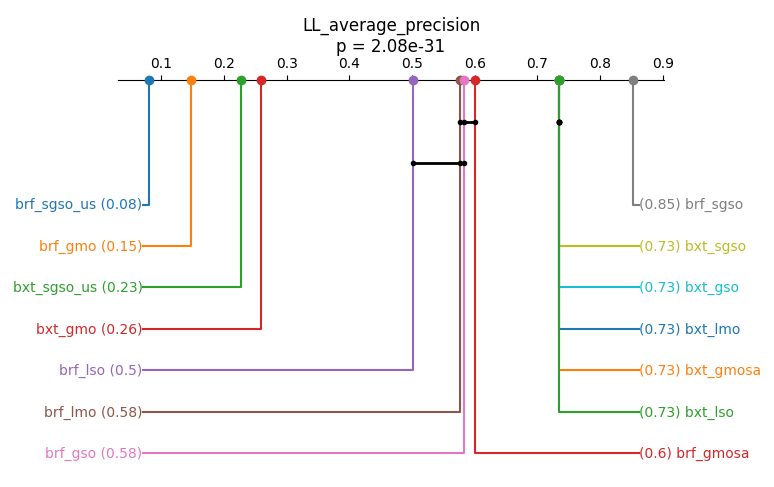 LL_average_precision
p = 2.08e-31
0.1 0.2 0.3 0.4 0.5 0.6 0.7 0.8 0.9
brf_sgso_us (0.08) (0.85) brf_sgso
brf_gmo (0.15) (0.73) bxt_sgso
bxt_sgso_us (0.23) (0.73) bxt_gso
bxt_gmo (0.26) (0.73) bxt_lmo
brf_lso (0.5) (0.73) bxt_gmosa
brf_lmo (0.58) (0.73) bxt_lso
brf_gso (0.58) (0.6) brf_gmosa